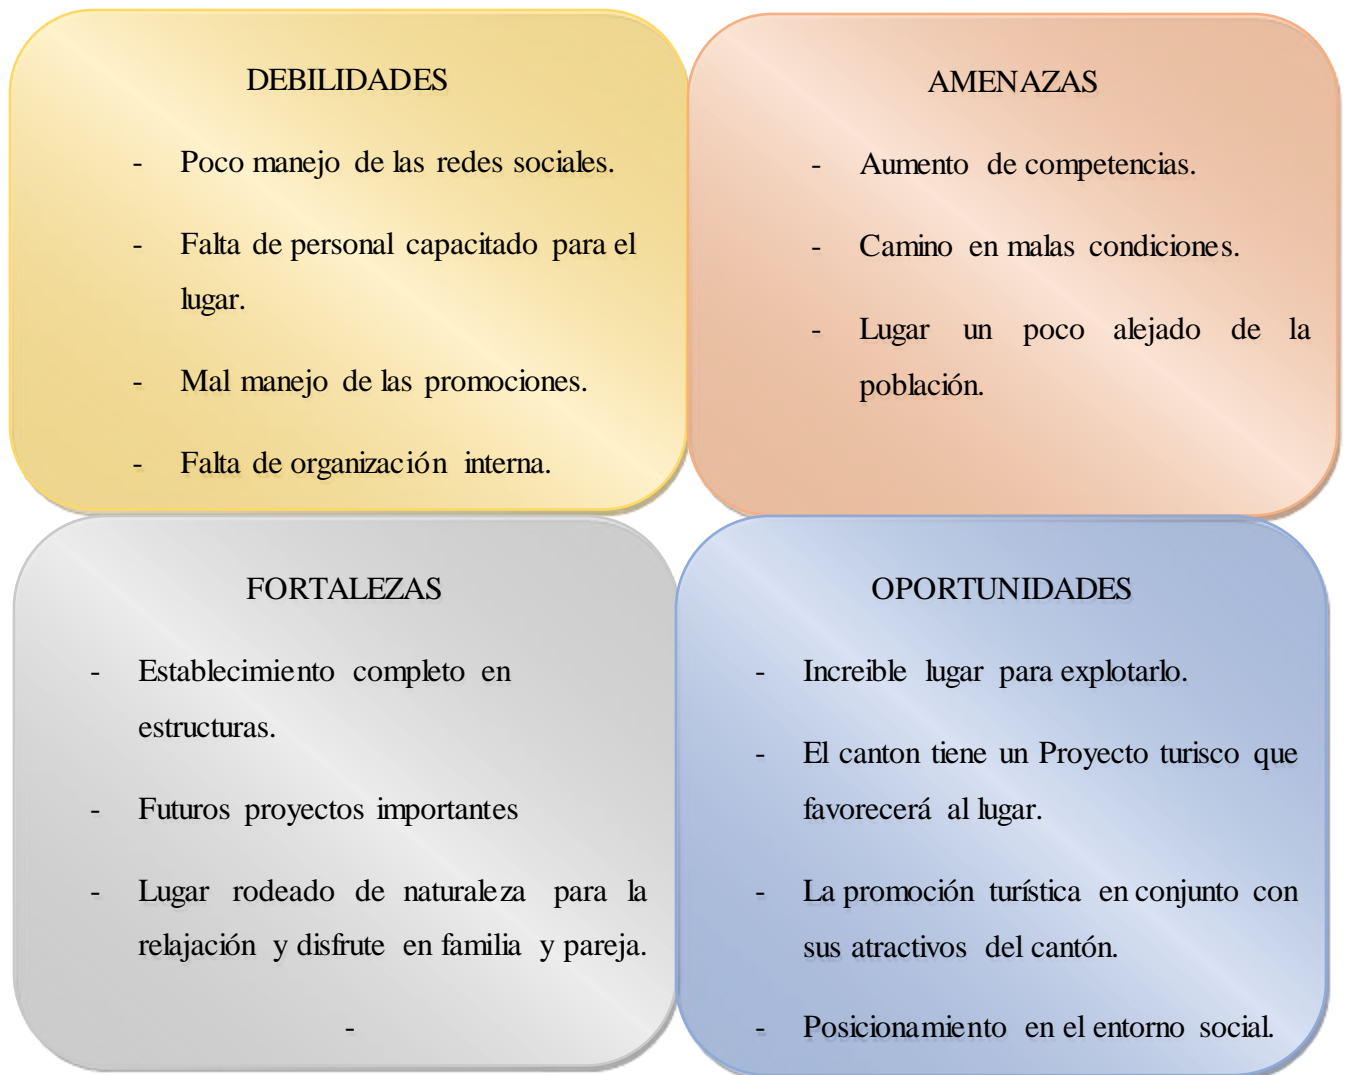 DEBILIDADES
- Poco manejo de las redes sociales.
- Falta de personal capacitado para el
lugar.
- Mal manejo de las promociones.
- Falta de organización interna.
AMENAZAS
- Aumento de competencias.
- Camino en malas condiciones.
- Lugar un poco alejado de la
población.
FORTALEZAS
- Establecimiento completo en
estructuras.
- Futuros proyectos importantes
- Lugar rodeado de naturaleza para la
relajación y disfrute en familia y pareja.
-
OPORTUNIDADES
- Increible lugar para explotarlo.
- El canton tiene un Proyecto turisco que
favorecerá al lugar.
- La promoción turística en conjunto con
sus atractivos del cantón.
- Posicionamiento en el entorno social.